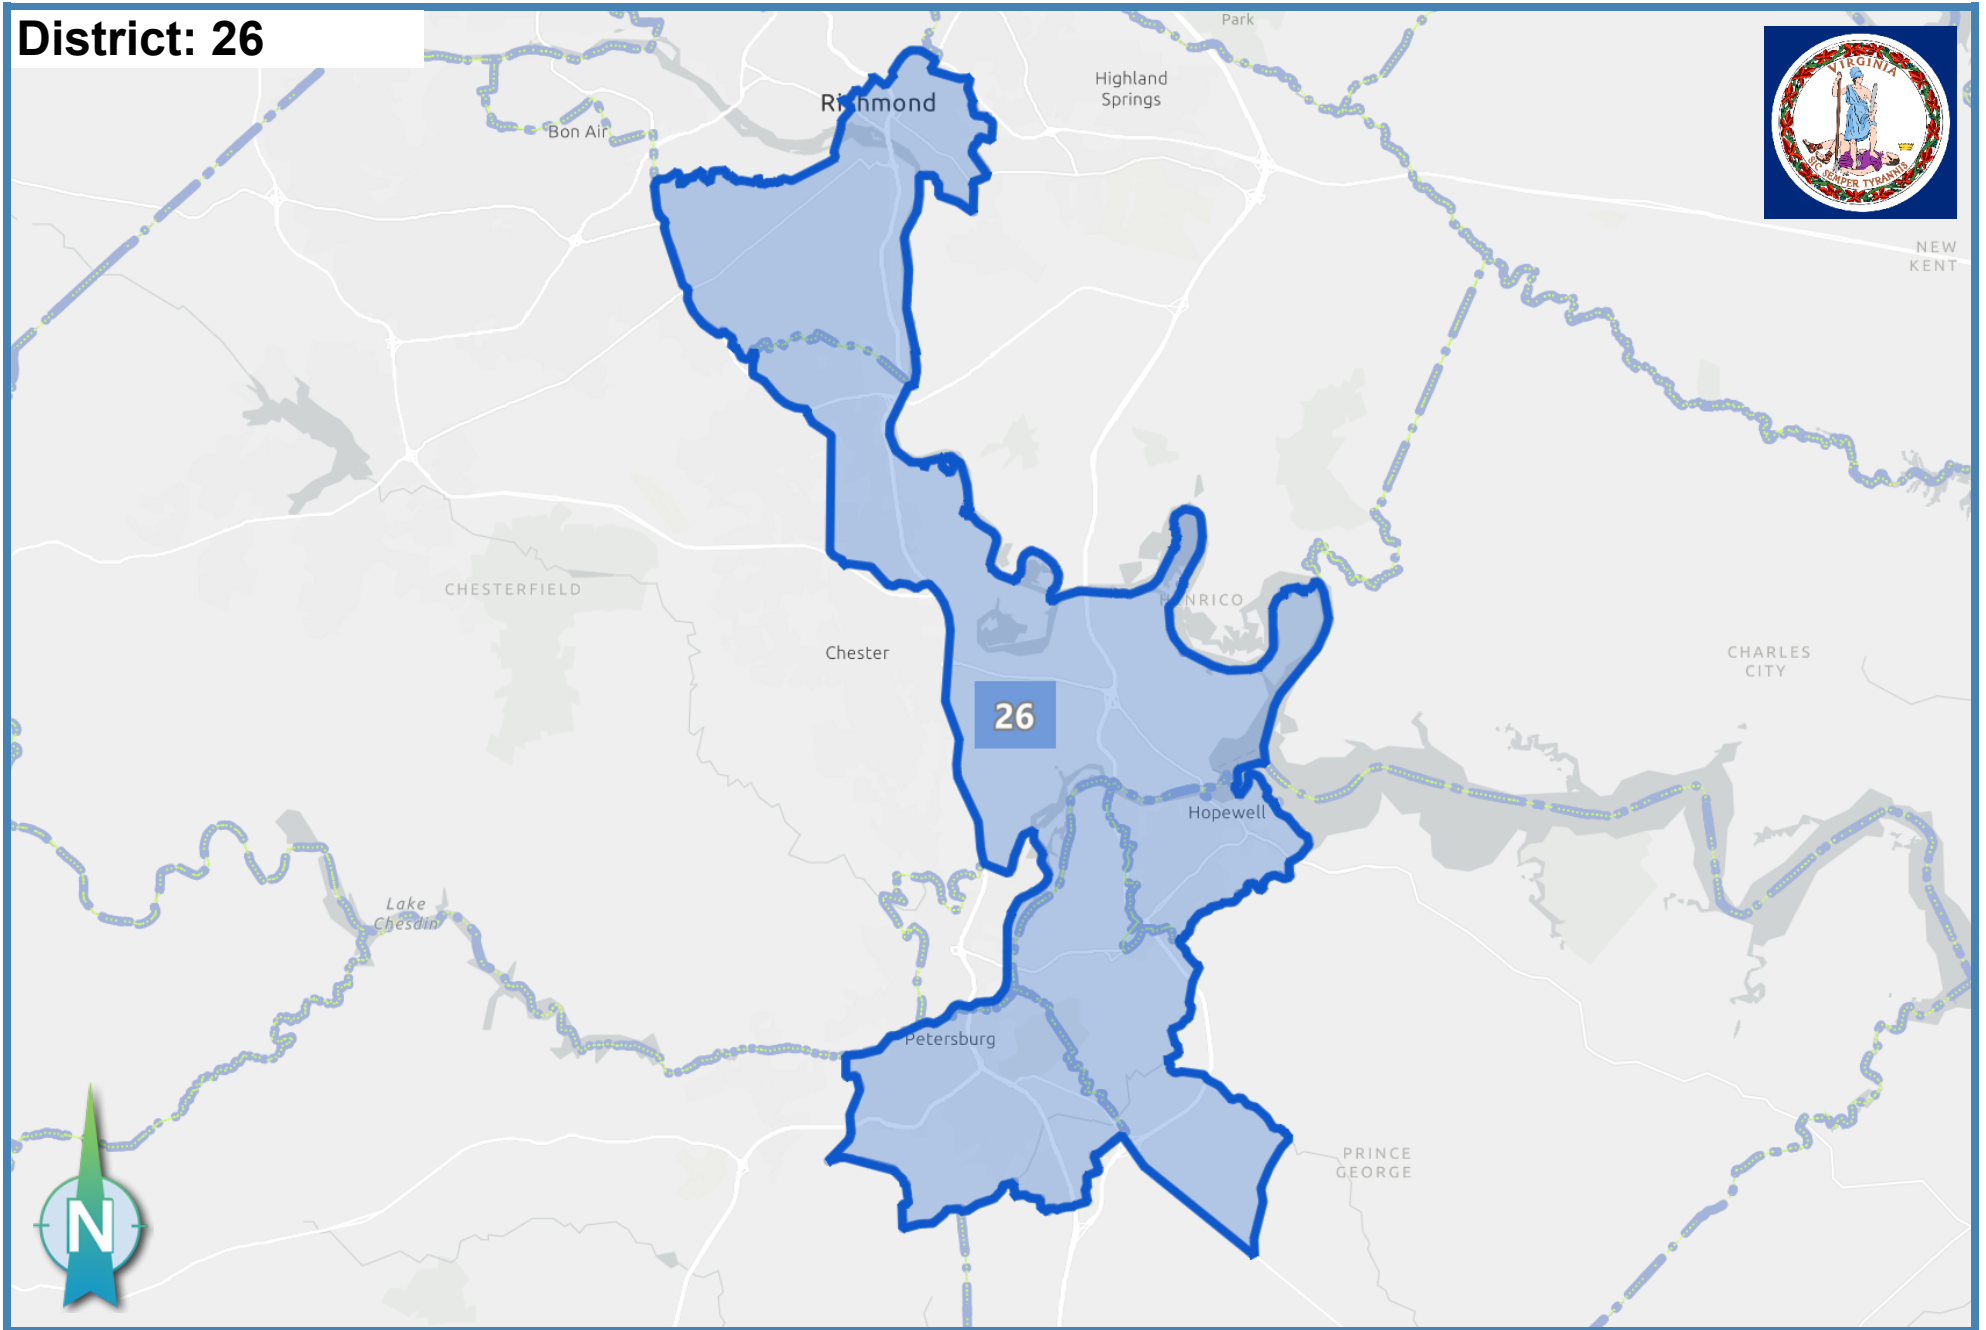 District: 26
Park
Richmond
Highland
Springs
VIRGINIA
SIC SEMPER TYRANNIS
Bon Air
NEW
KENT
CHESTERFIELD
HENRICO
Chester
CHARLES
CITY
26
Hopewell
Lake
Chesdin
Petersburg
PRINCE
GEORGE
N